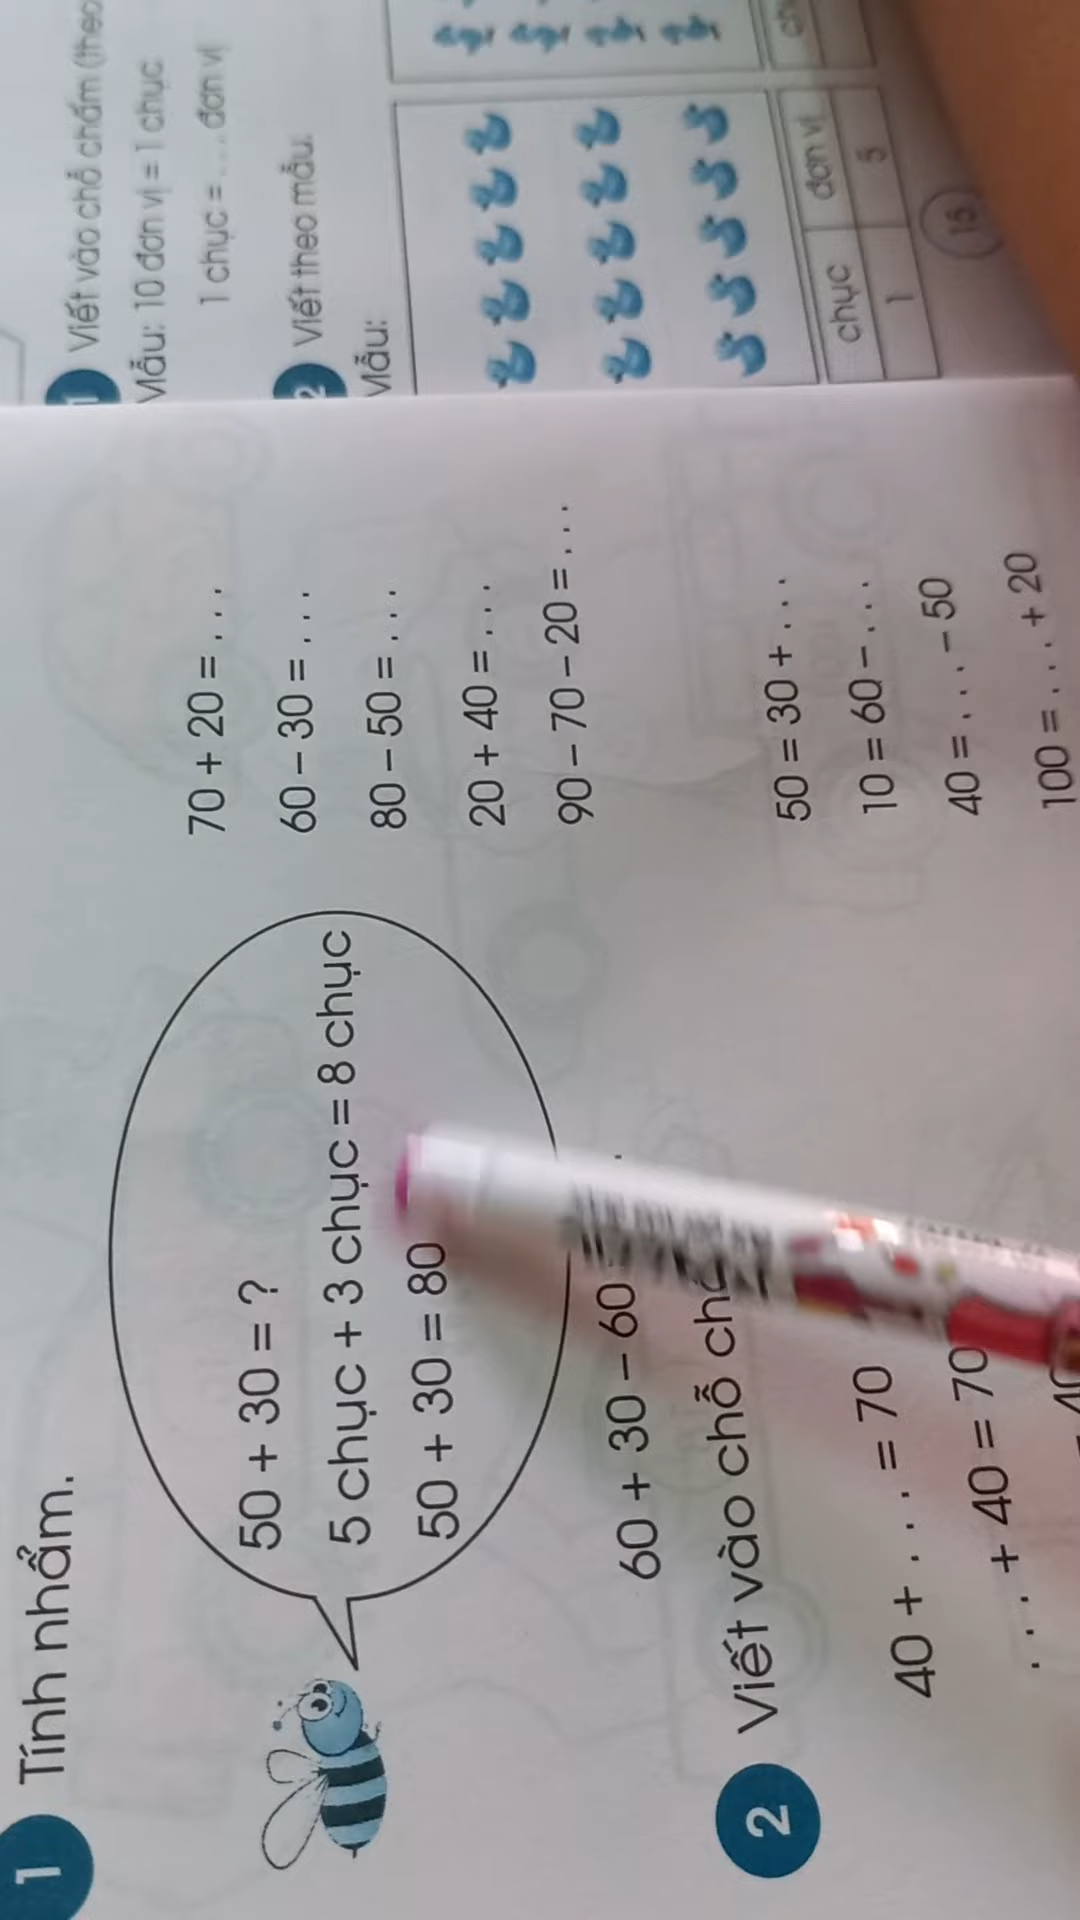 1 Tính nhẩm.
50 + 30 = ?
5 chục + 3 chục = 8 chục
50 + 30 = 80
70 + 20 = . . .
60 – 30 = . . .
80 – 50 = . . .
20 + 40 = . . .
60 + 30 – 60
90 – 70 – 20 = . . .
2 Viết vào chỗ
40 + . . . = 70
50 = 30 + . . .
. . . + 40 = 70
10 = 60 – . . .
40 = . . . – 50
100 = . . . + 20
1 Viết vào chỗ chấm (theo
Mẫu: 10 đơn vị = 1 chục
1 chục = . . . đơn vị
2 Viết theo mẫu.
Mẫu:
chục đơn vị
1 5
15